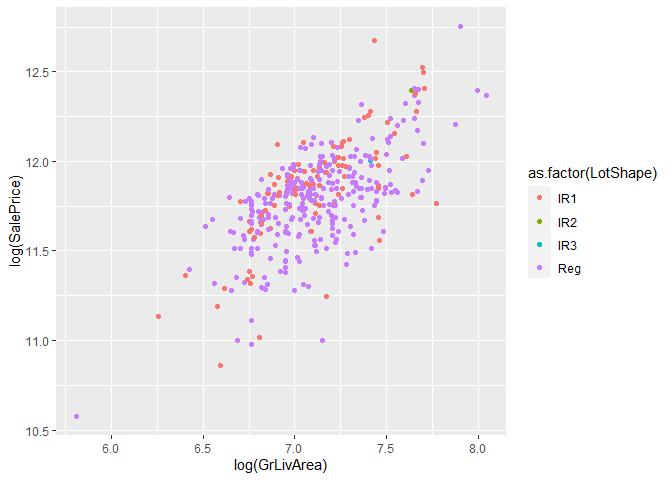 12.5
12.0
11.5
11.0
10.5
log(SalePrice)
6.0 6.5 7.0 7.5 8.0
log(GrLivArea)
as.factor(LotShape)
IR1
IR2
IR3
Reg